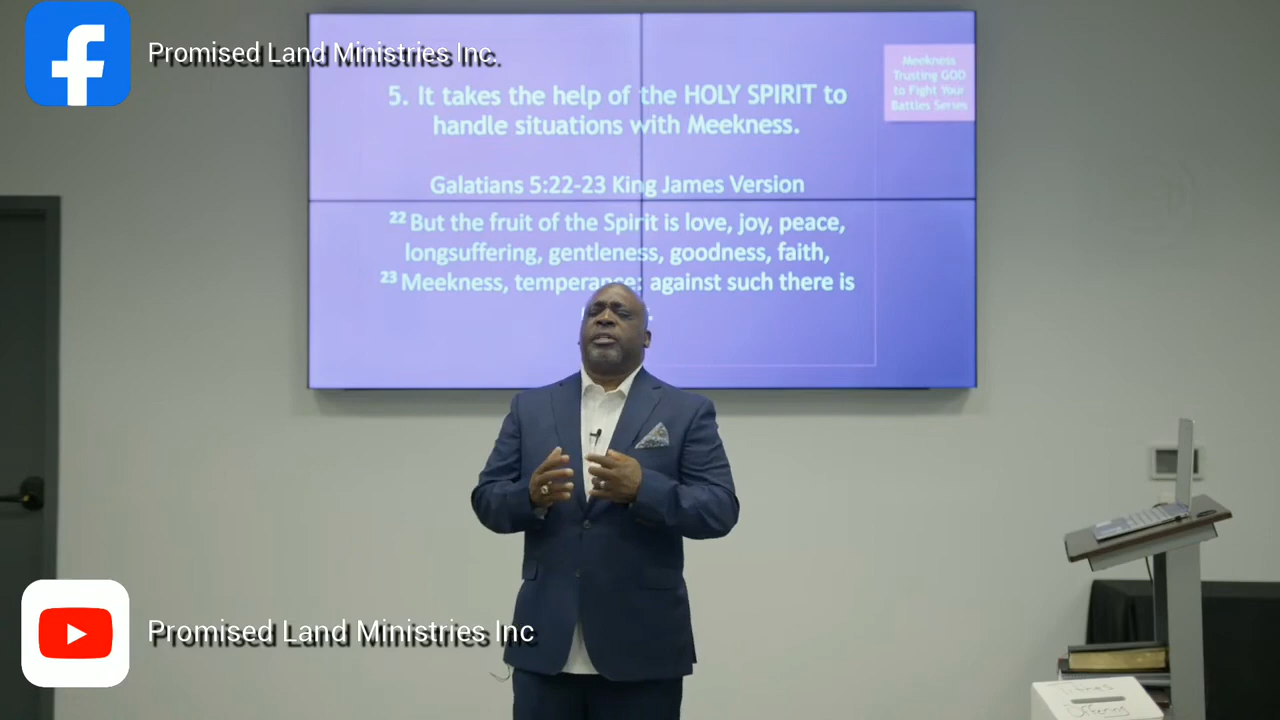 Promised Land Ministries Inc.
Meekness
Trusting GOD
to Fight Your
Battles Series
5. It takes the help of the HOLY SPIRIT to
handle situations with Meekness.
Galatians 5:22-23 King James Version
22 But the fruit of the Spirit is love, joy, peace,
longsuffering, gentleness, goodness, faith,
23 Meekness, temperance: against such there is
Promised Land Ministries Inc
Tithes
Offering